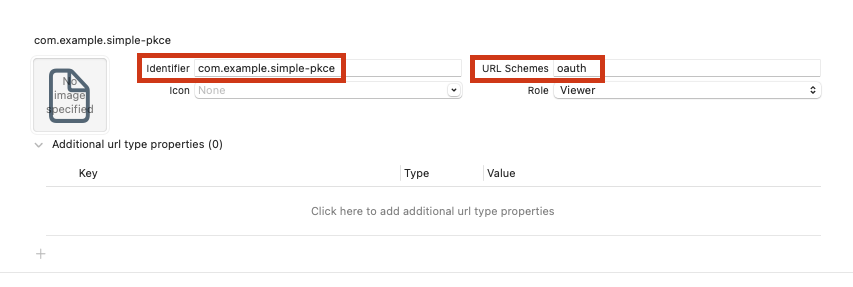 com.example.simple-pkce
Identifier com.example.simple-pkce URL Schemes oauth
No image specified
Icon None Role Viewer
Additional url type properties (0)
Key Type Value
Click here to add additional url type properties